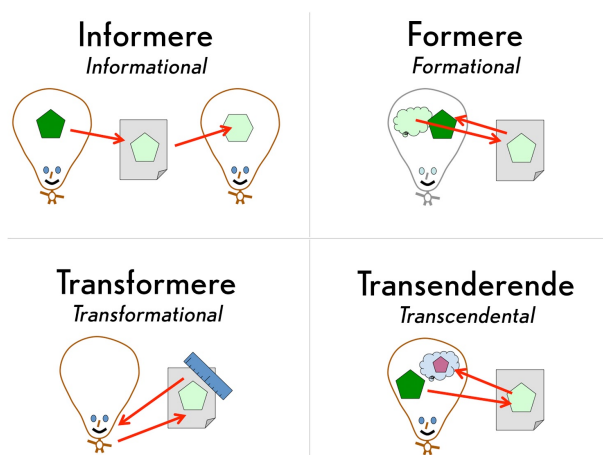 Informere
Informational
Formere
Formational
Transformere
Transformational
Transenderende
Transcendental